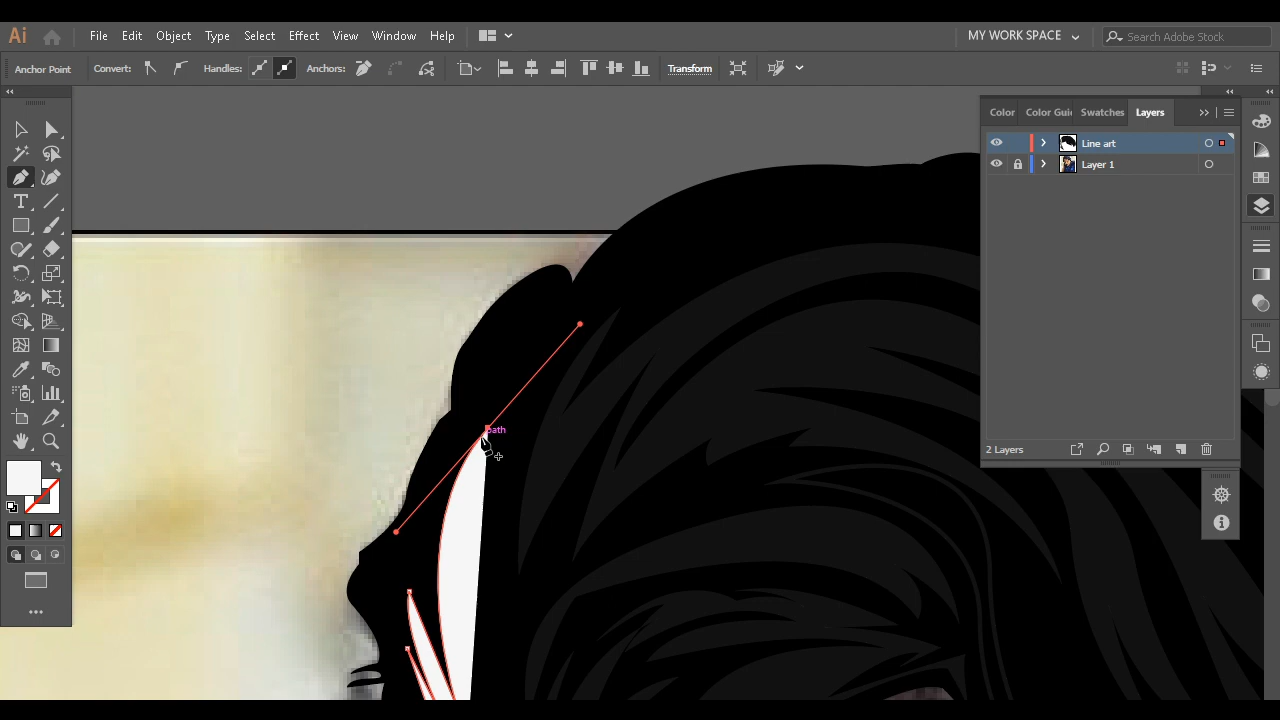 Ai File Edit Object Type Select Effect View Window Help MY WORK SPACE Search Adobe Stock
Anchor Point Convert: Handles: Anchors: Transform
Color Color Guid Swatches Layers
Line art
Layer 1
path
2 Layers